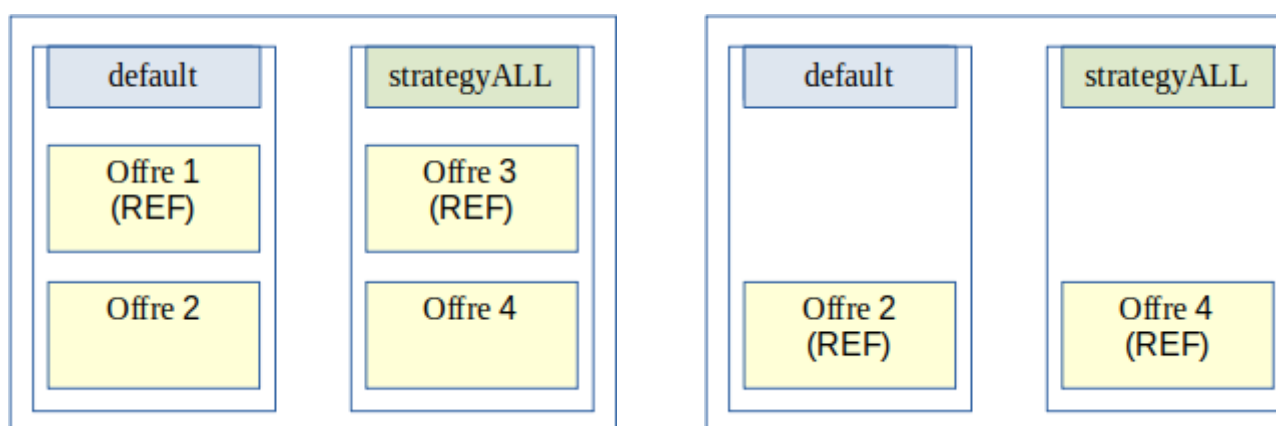 default
strategyALL
default
strategyALL
Offre 1
(REF)
Offre 3
(REF)
Offre 2
Offre 4
Offre 2
(REF)
Offre 4
(REF)